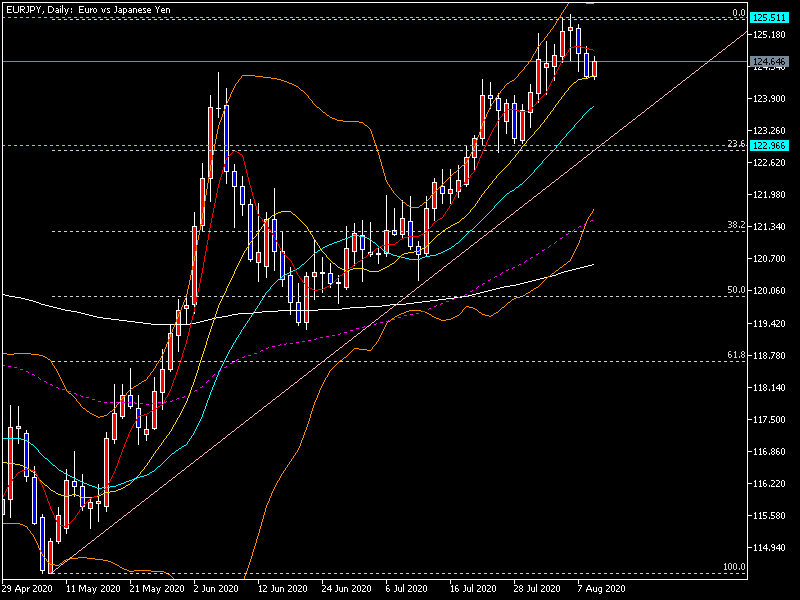 EURJPY, Daily: Euro vs Japanese Yen
0.0
125.511
125.180
124.646
123.900
123.260
23.6
122.966
122.620
121.980
38.2
121.340
120.700
50.0
120.060
119.420
61.8
118.780
118.140
117.500
116.860
116.220
115.580
114.940
100.0
29 Apr 2020
11 May 2020
21 May 2020
2 Jun 2020
12 Jun 2020
24 Jun 2020
6 Jul 2020
16 Jul 2020
28 Jul 2020
7 Aug 2020